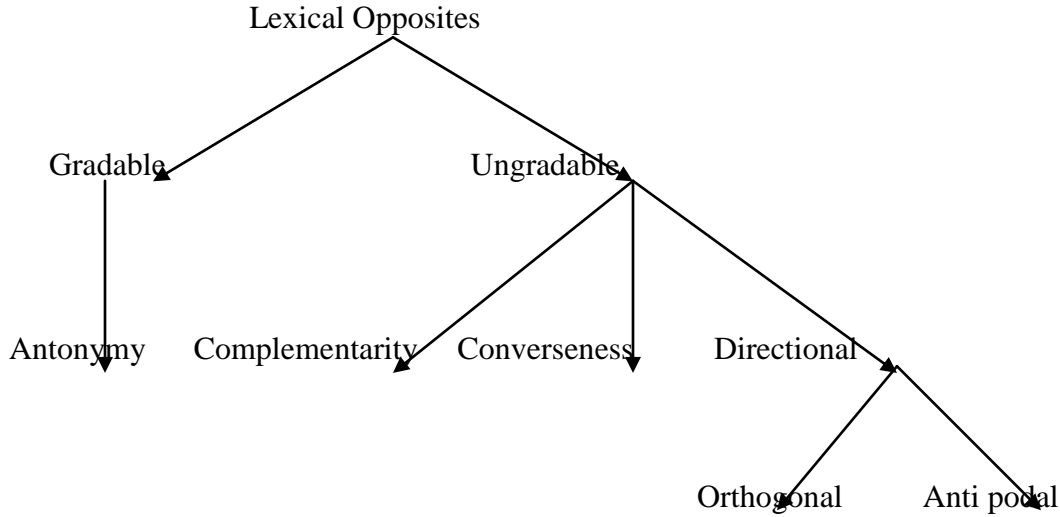 Lexical Opposites
Gradable Ungradable
Antonymy Complementarity Converseness Directional
Orthogonal Anti podal